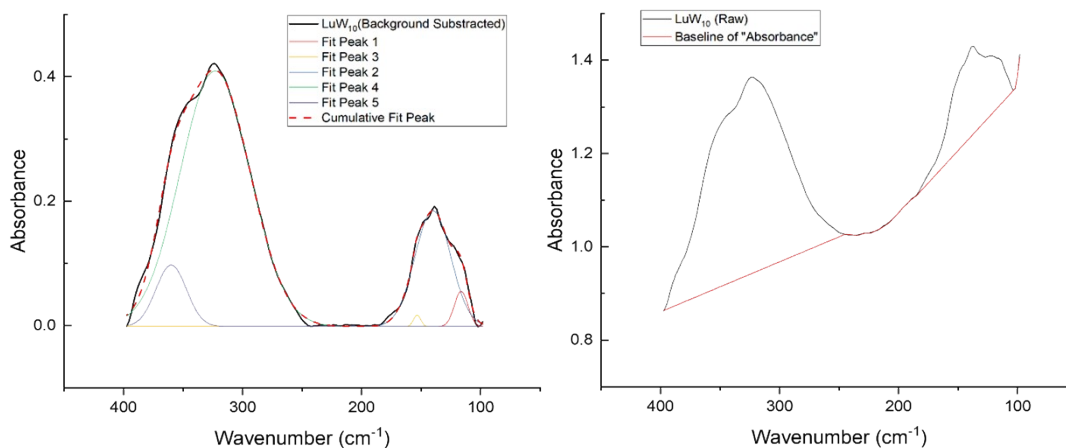 LuW₁₀(Background Substracted)
Fit Peak 1
Fit Peak 3
Fit Peak 2
Fit Peak 4
Fit Peak 5
Cumulative Fit Peak
0.4
0.2
0.0
Absorbance
400 300 200 100
Wavenumber (cm⁻¹)
LuW₁₀ (Raw)
Baseline of "Absorbance"
1.4
1.2
1.0
0.8
Absorbance
400 300 200 100
Wavenumber (cm⁻¹)